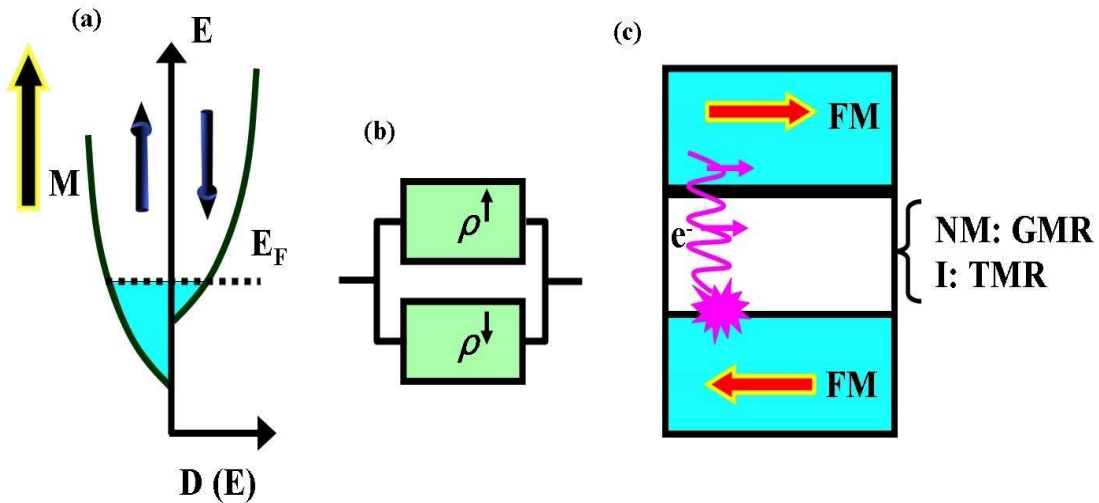 (a)
E
M
E_F
D (E)
(b)
ρ↑
ρ↓
(c)
FM
e-
NM: GMR
I: TMR
FM